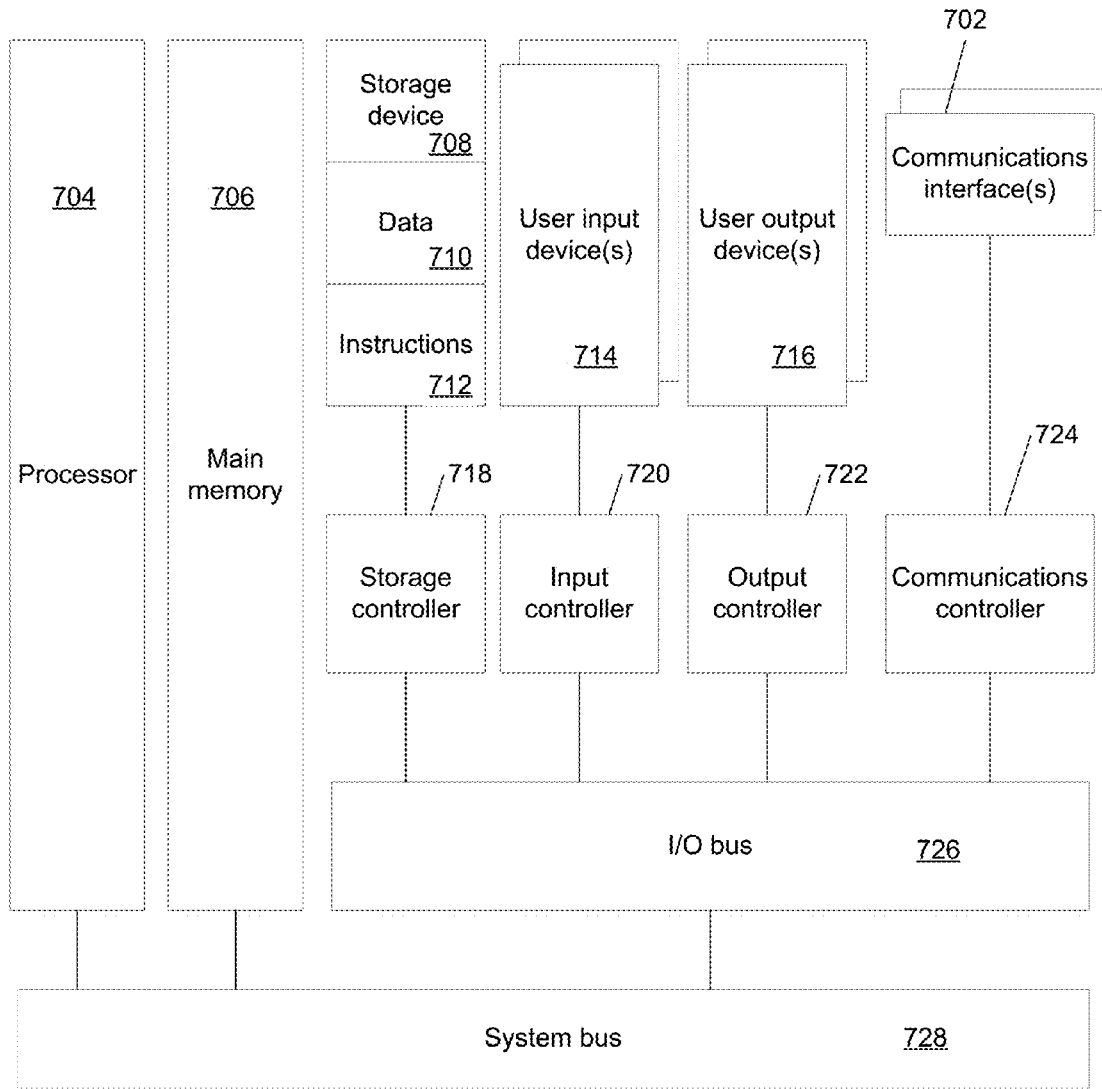 702
704
Processor
706
Main
memory
Storage
device
708
Data
710
Instructions
712
User input
device(s)
714
User output
device(s)
716
Communications
interface(s)
718
Storage
controller
720
Input
controller
722
Output
controller
724
Communications
controller
I/O bus
726
System bus
728